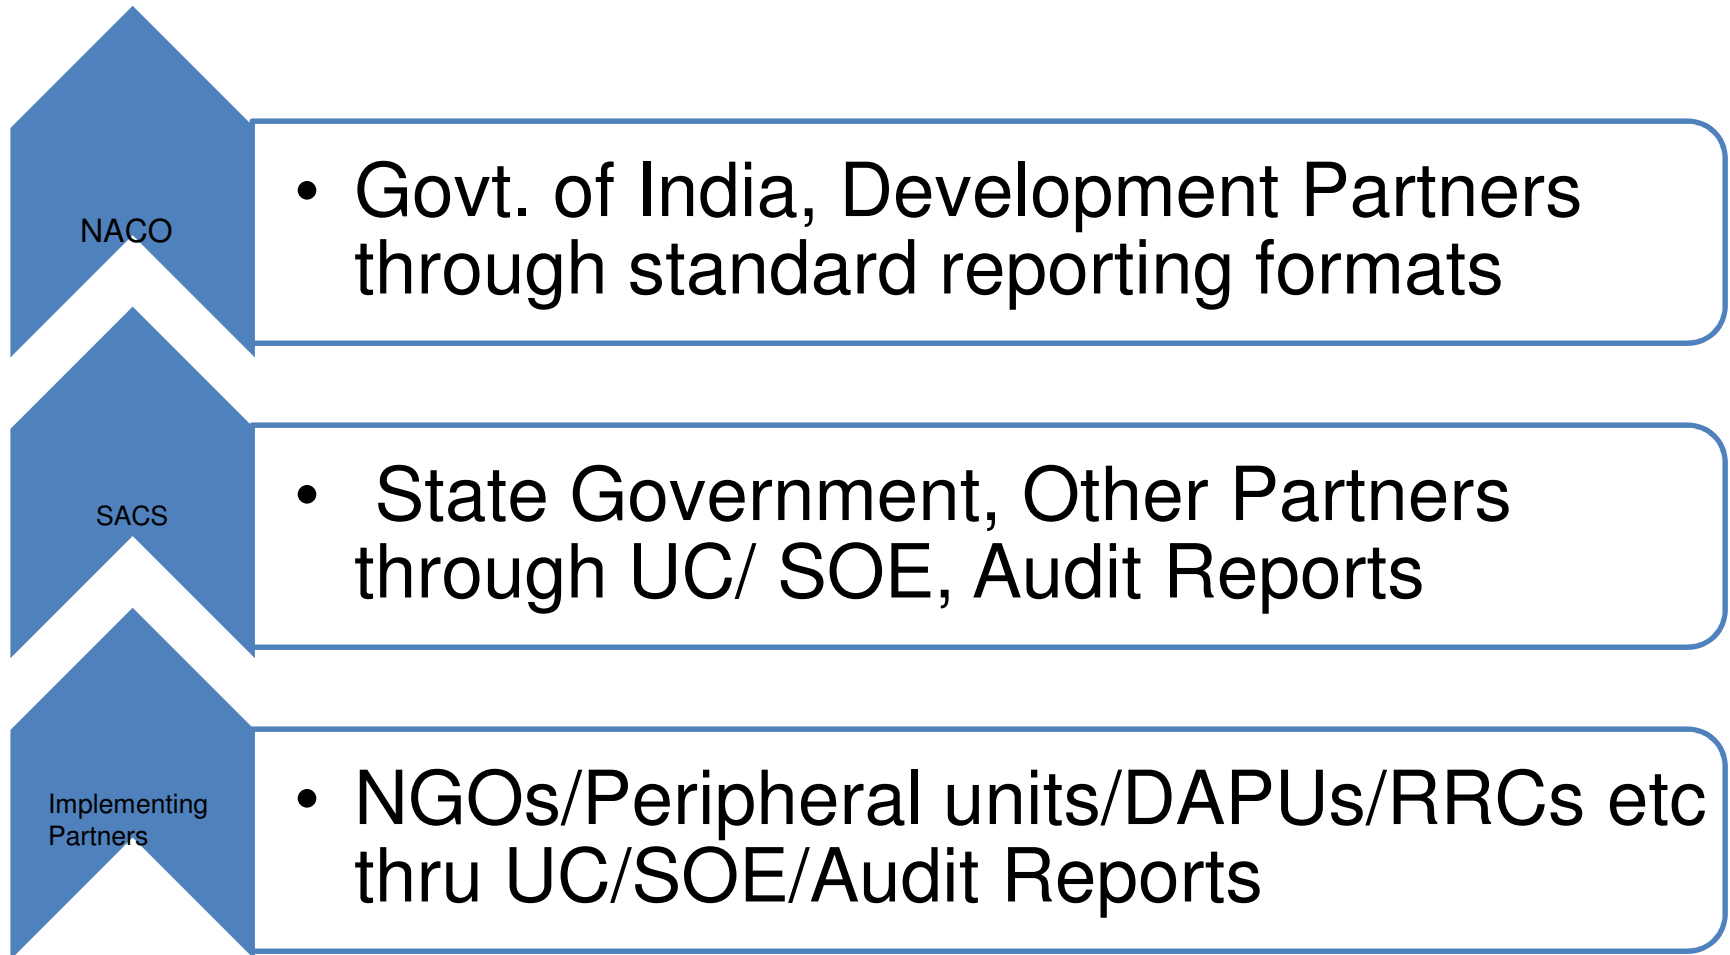 NACO
• Govt. of India, Development Partners
through standard reporting formats
SACS
• State Government, Other Partners
through UC/ SOE, Audit Reports
Implementing
Partners
• NGOs/Peripheral units/DAPUs/RRCs etc
thru UC/SOE/Audit Reports